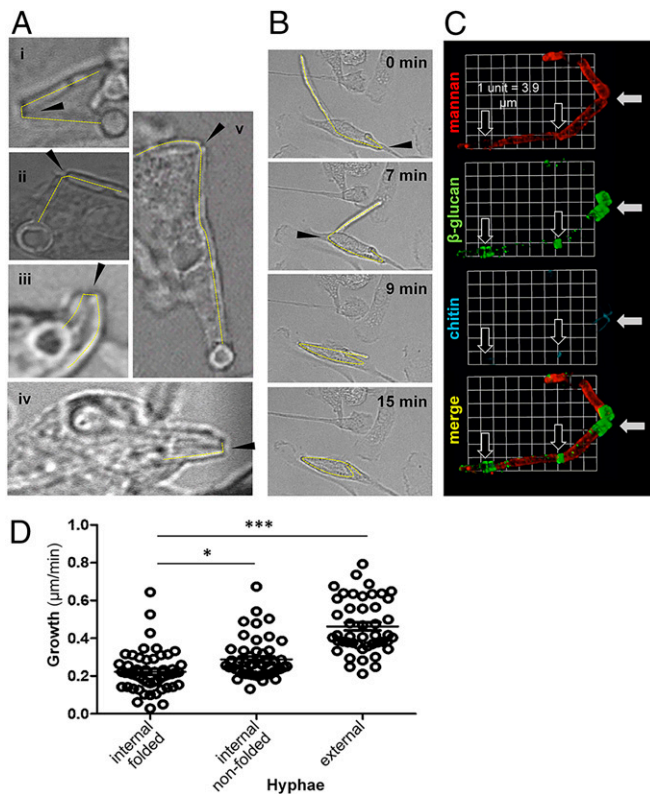 A
i
ii
iii
iv
v
B
0 min
7 min
9 min
15 min
C
mannan
1 unit = 3.9
µm
β-glucan
chitin
merge
D
Growth (µm/min)
1.0
0.8
0.6
0.4
0.2
0.0
***
*
internal
folded
internal
non-folded
external
Hyphae